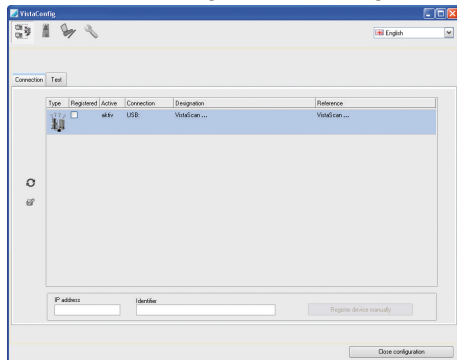 VistaConfig
English
Connection Test
Type Registered Active Connection Designation Reference
aktiv USB: VistaScan ... VistaScan ...
IP address Identifier
Register device manually
Close configuration